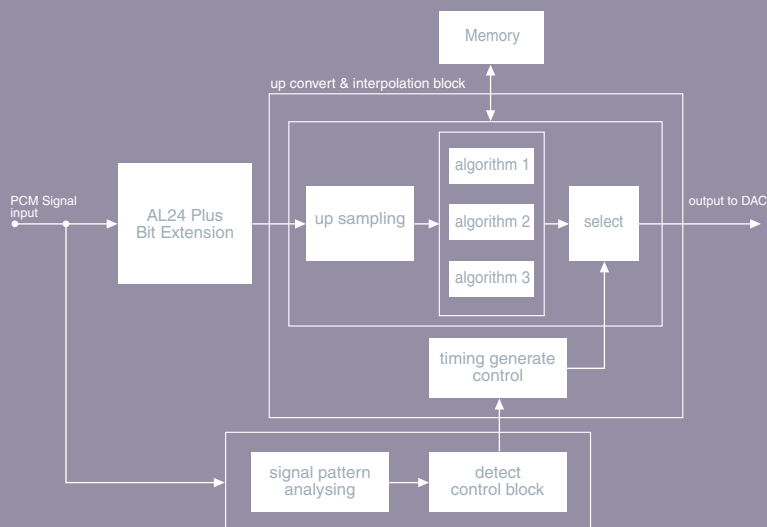 Memory
up convert & interpolation block
algorithm 1
PCM Signal
input
AL24 Plus
Bit Extension
up sampling
algorithm 2
select
output to DAC
algorithm 3
timing generate
control
signal pattern
analysing
detect
control block